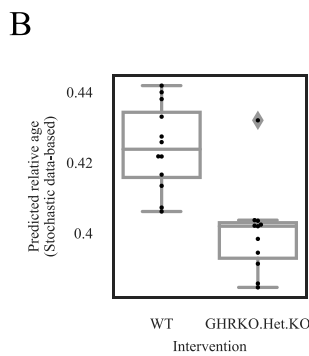 B
Predicted relative age
(Stochastic data-based)
0.44
0.42
0.4
WT
GHRKO.Het.KO
Intervention